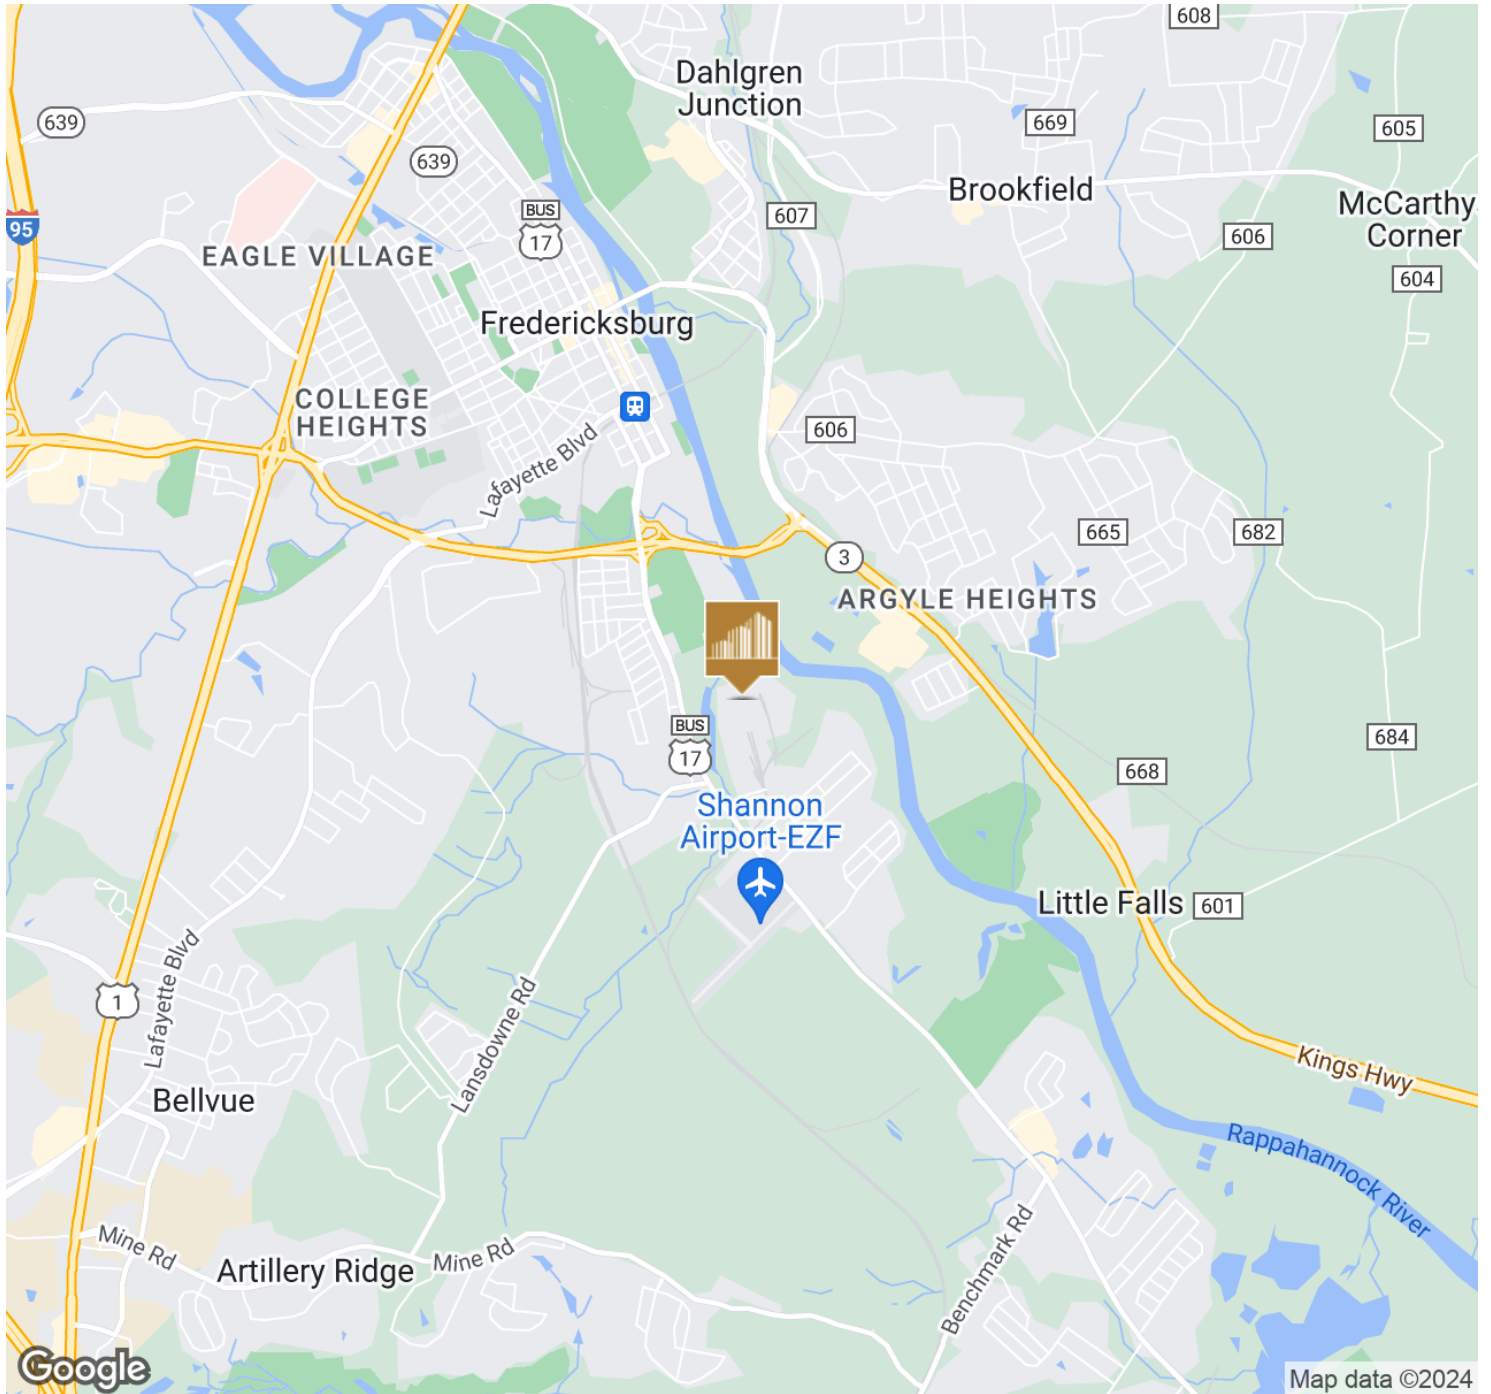 608
Dahlgren
Junction
639
669
605
639
Brookfield
McCarthy
Corner
BUS
17
607
606
95
EAGLE VILLAGE
604
Fredericksburg
COLLEGE
HEIGHTS
606
Lafayette Blvd
665
682
3
ARGYLE HEIGHTS
BUS
17
684
668
Shannon
Airport-EZF
Little Falls
601
Lafayette Blvd
1
Lansdowne Rd
Kings Hwy
Bellvue
Rappahannock River
Mine Rd
Mine Rd
Artillery Ridge
Benchmark Rd
Google
Map data ©2024